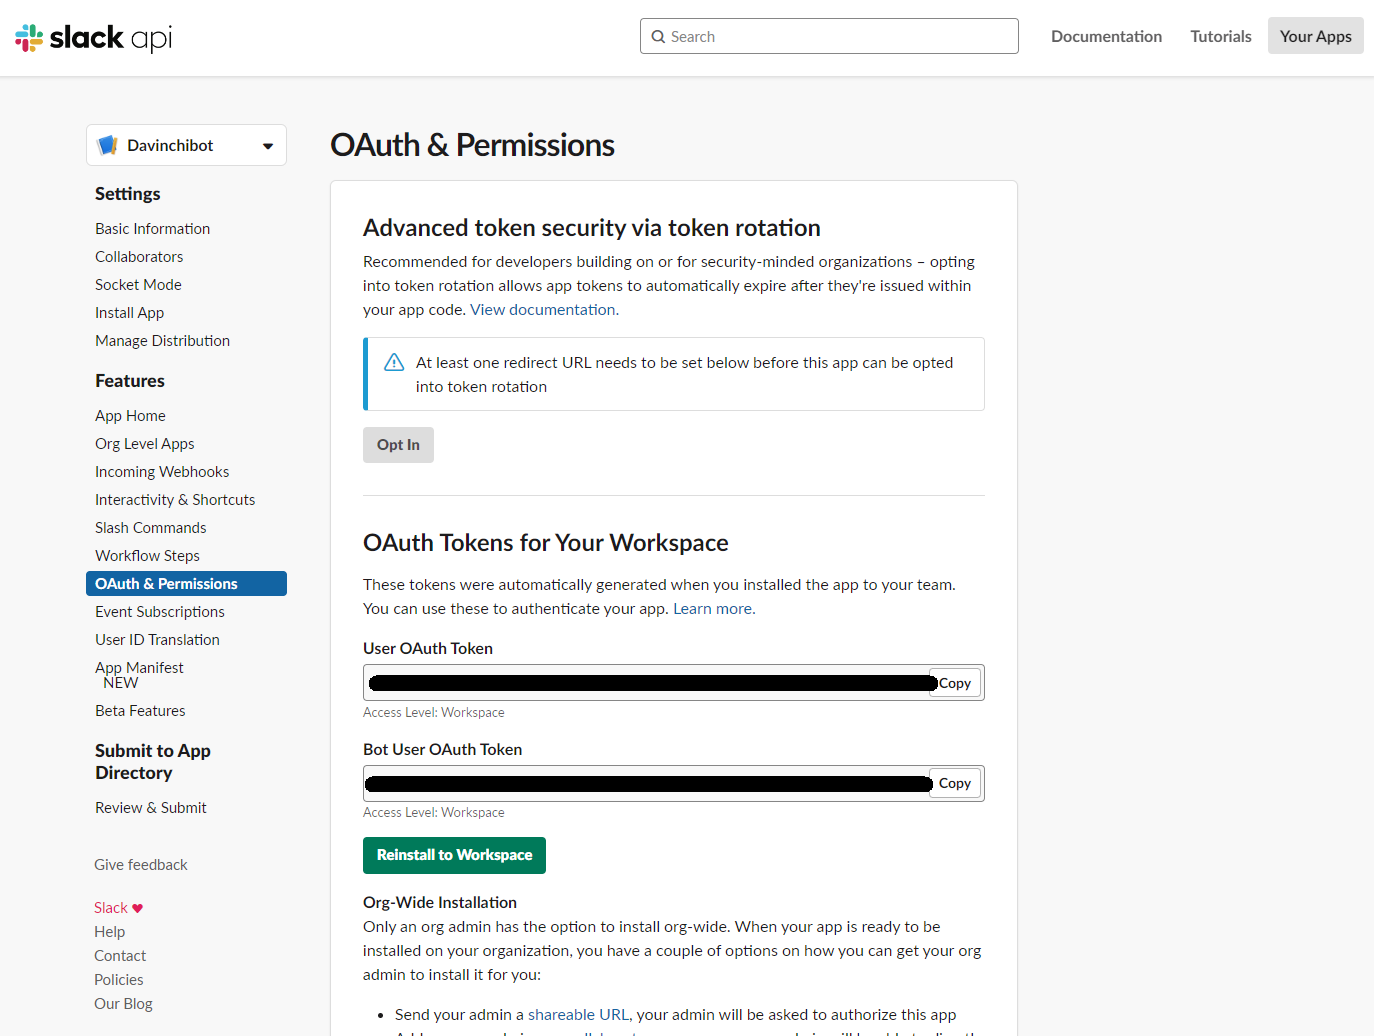 slack api
Search
Documentation
Tutorials
Your Apps
Davinchibot
Settings
Basic Information
Collaborators
Socket Mode
Install App
Manage Distribution
Features
App Home
Org Level Apps
Incoming Webhooks
Interactivity & Shortcuts
Slash Commands
Workflow Steps
OAuth & Permissions
Event Subscriptions
User ID Translation
App Manifest
NEW
Beta Features
Submit to App
Directory
Review & Submit
Give feedback
Slack ♥
Help
Contact
Policies
Our Blog
OAuth & Permissions
Advanced token security via token rotation
Recommended for developers building on or for security-minded organizations – opting
into token rotation allows app tokens to automatically expire after they're issued within
your app code. View documentation.
At least one redirect URL needs to be set below before this app can be opted
into token rotation
Opt In
OAuth Tokens for Your Workspace
These tokens were automatically generated when you installed the app to your team.
You can use these to authenticate your app. Learn more.
User OAuth Token
Copy
Access Level: Workspace
Bot User OAuth Token
Copy
Access Level: Workspace
Reinstall to Workspace
Org-Wide Installation
Only an org admin has the option to install org-wide. When your app is ready to be
installed on your organization, you have a couple of options on how you can get your org
admin to install it for you:
• Send your admin a shareable URL, your admin will be asked to authorize this app